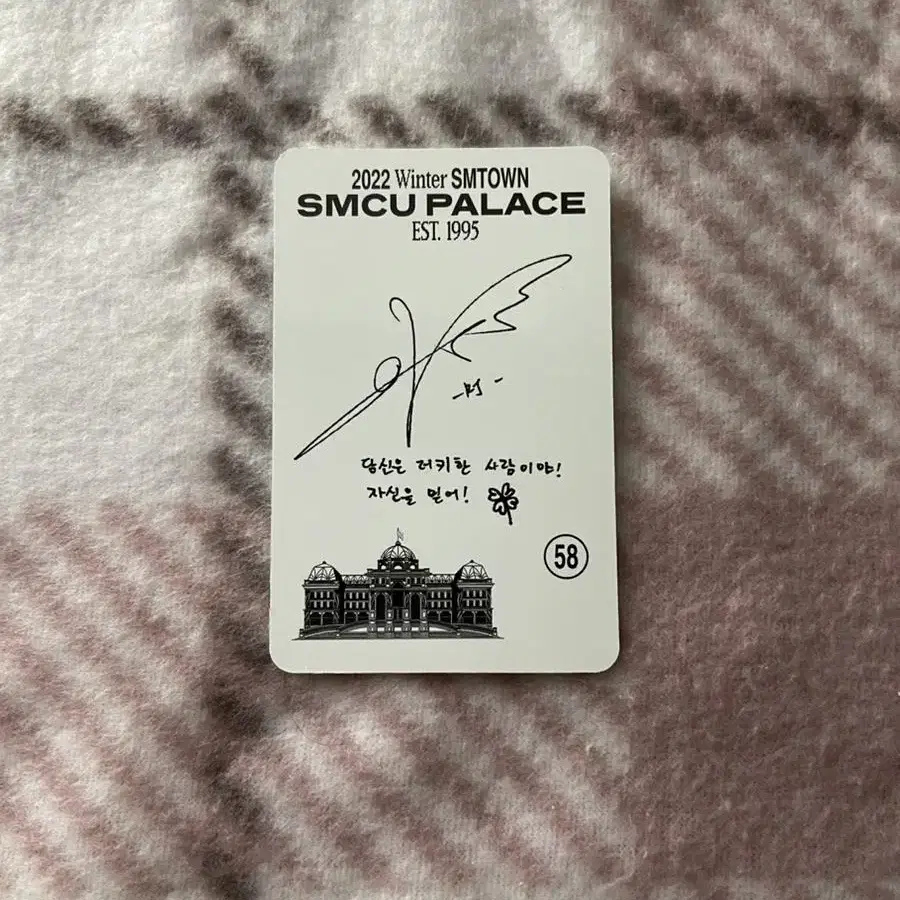 2022 Winter SMTOWN
SMCU PALACE
EST. 1995
당신은 러키한 사람이야!
자신을 믿어!
58